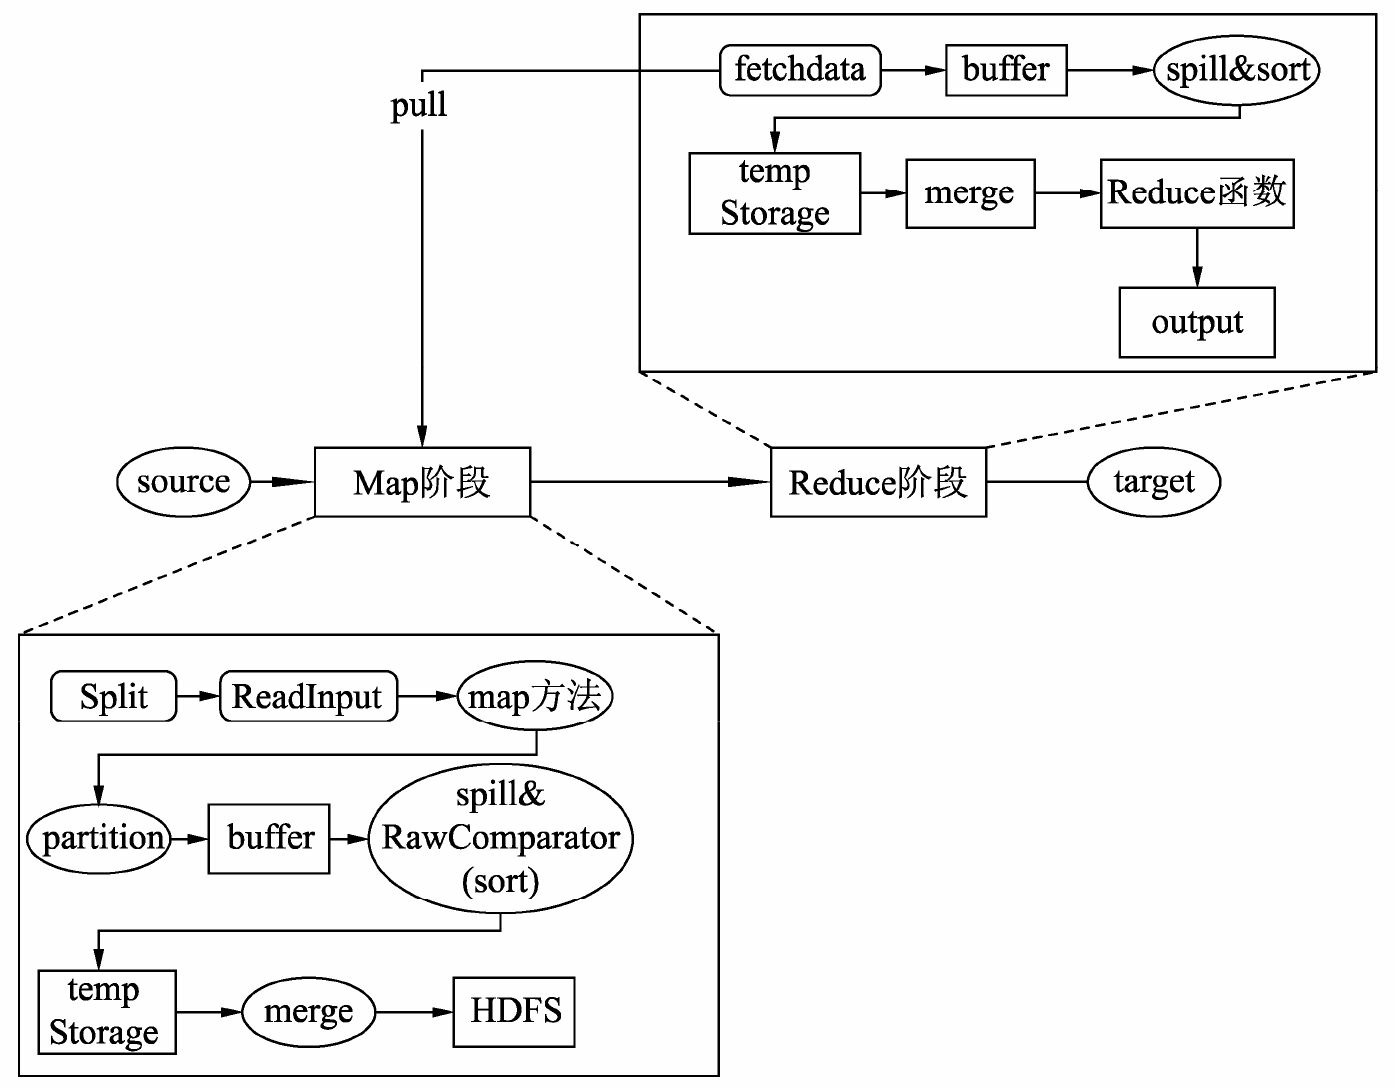 fetchdata
buffer
spill&sort
pull
temp
Storage
merge
Reduce函数
output
source
Map阶段
Reduce阶段
target
Split
ReadInput
map方法
partition
buffer
spill&
RawComparator
(sort)
temp
Storage
merge
HDFS